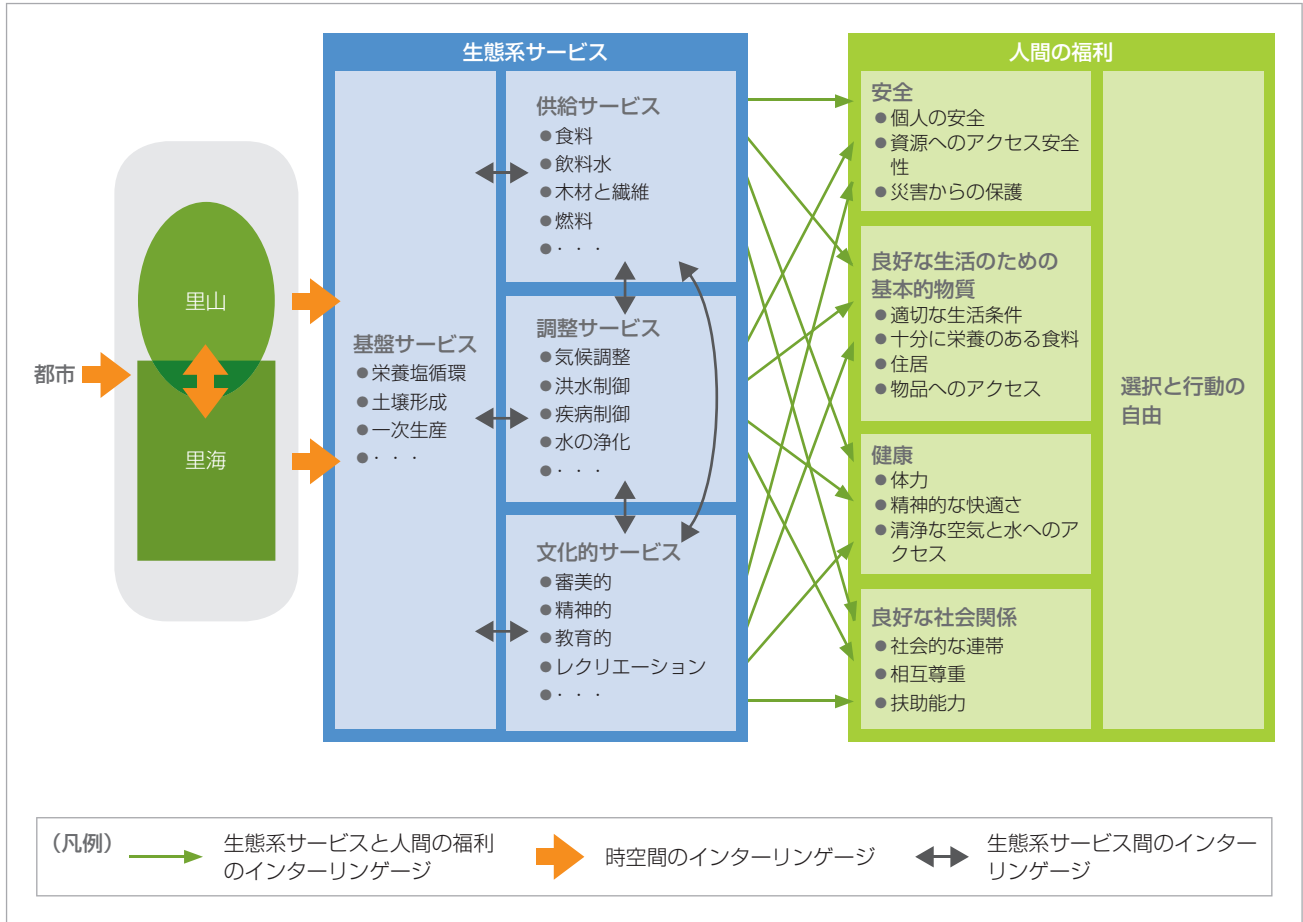 都市
里山
里海
生態系サービス
基盤サービス
●栄養塩循環
●土壌形成
●一次生産
●・・・
供給サービス
●食料
●飲料水
●木材と繊維
●燃料
●・・・
調整サービス
●気候調整
●洪水制御
●疾病制御
●水の浄化
●・・・
文化的サービス
●審美的
●精神的
●教育的
●レクリエーション
●・・・
人間の福利
安全
●個人の安全
●資源へのアクセス安全
性
●災害からの保護
良好な生活のための
基本的物質
●適切な生活条件
●十分に栄養のある食料
●住居
●物品へのアクセス
健康
●体力
●精神的な快適さ
●清浄な空気と水へのア
クセス
良好な社会関係
●社会的な連帯
●相互尊重
●扶助能力
選択と行動の
自由
（凡例）
生態系サービスと人間の福利
のインターリンゲージ
時空間のインターリンゲージ
生態系サービス間のインター
リンゲージ